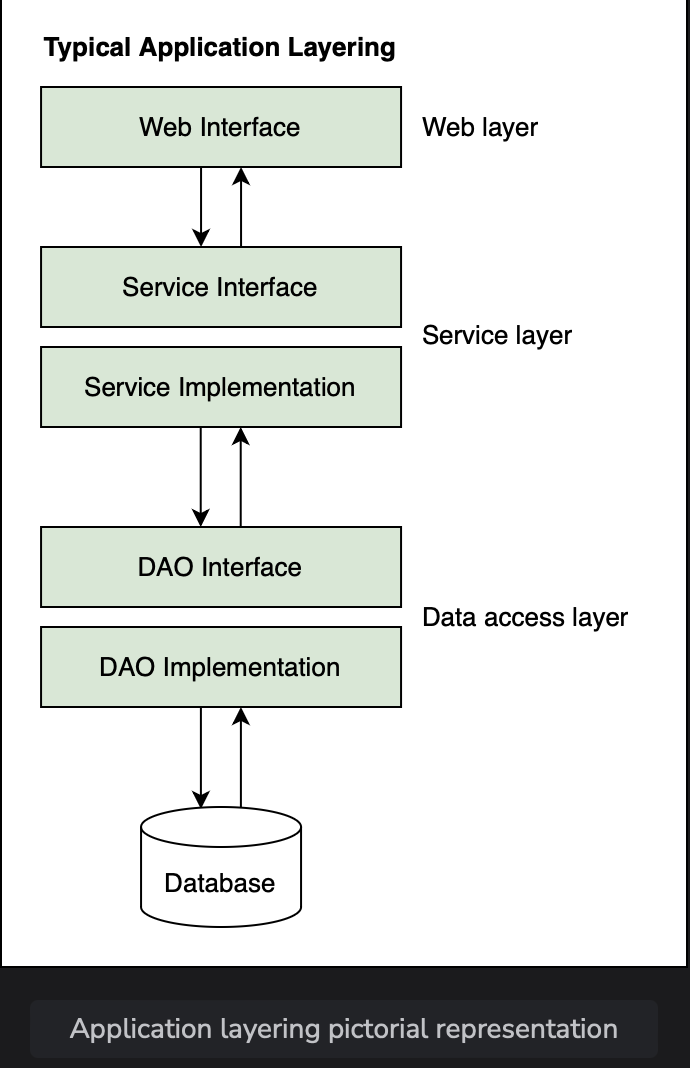 Typical Application Layering
Web Interface
Web layer
Service Interface
Service layer
Service Implementation
DAO Interface
Data access layer
DAO Implementation
Database
Application layering pictorial representation